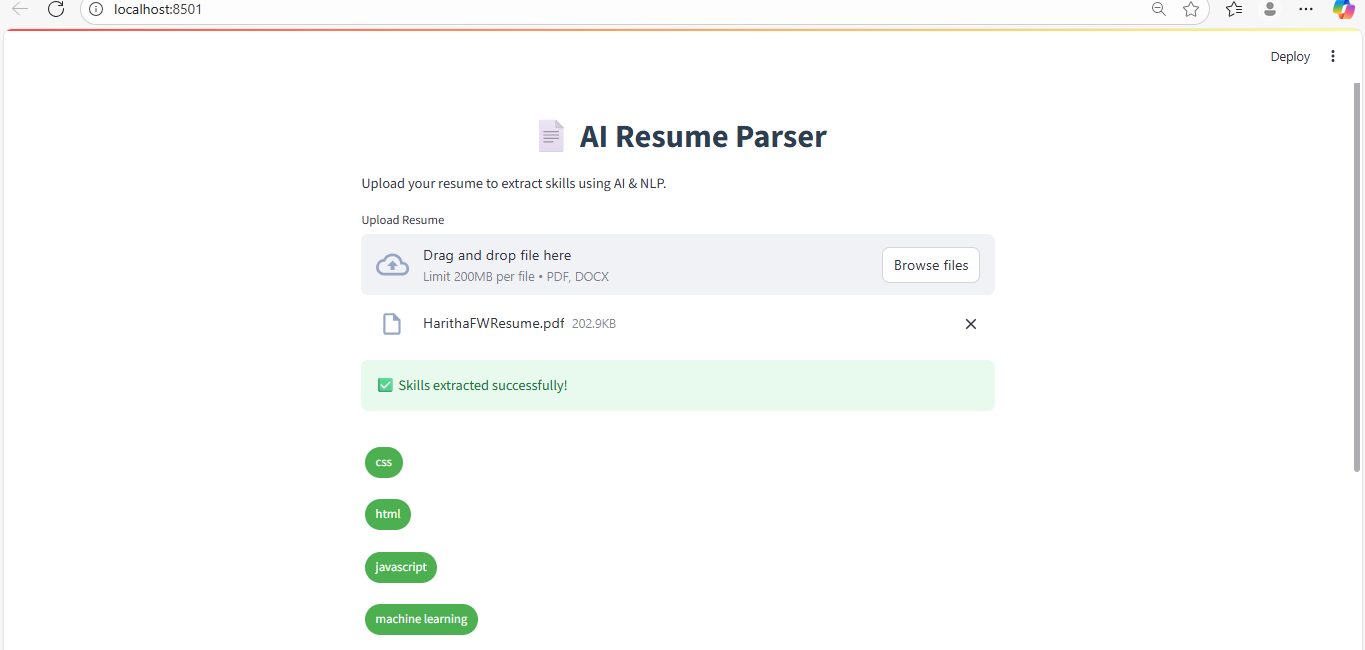 localhost:8501
Deploy
AI Resume Parser
Upload your resume to extract skills using AI & NLP.
Upload Resume
Drag and drop file here
Limit 200MB per file • PDF, DOCX
Browse files
HarithaFWResume.pdf 202.9KB
Skills extracted successfully!
css
html
javascript
machine learning